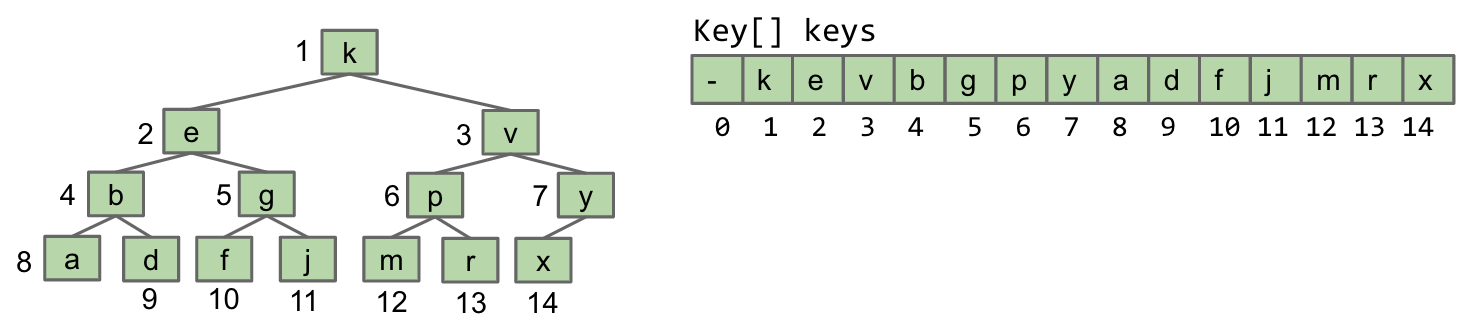 Key[] keys
1 k
- k e v b g p y a d f j m r x
0 1 2 3 4 5 6 7 8 9 10 11 12 13 14
2 e 3 v
4 b 5 g 6 p 7 y
8 a d f j m r x
9 10 11 12 13 14